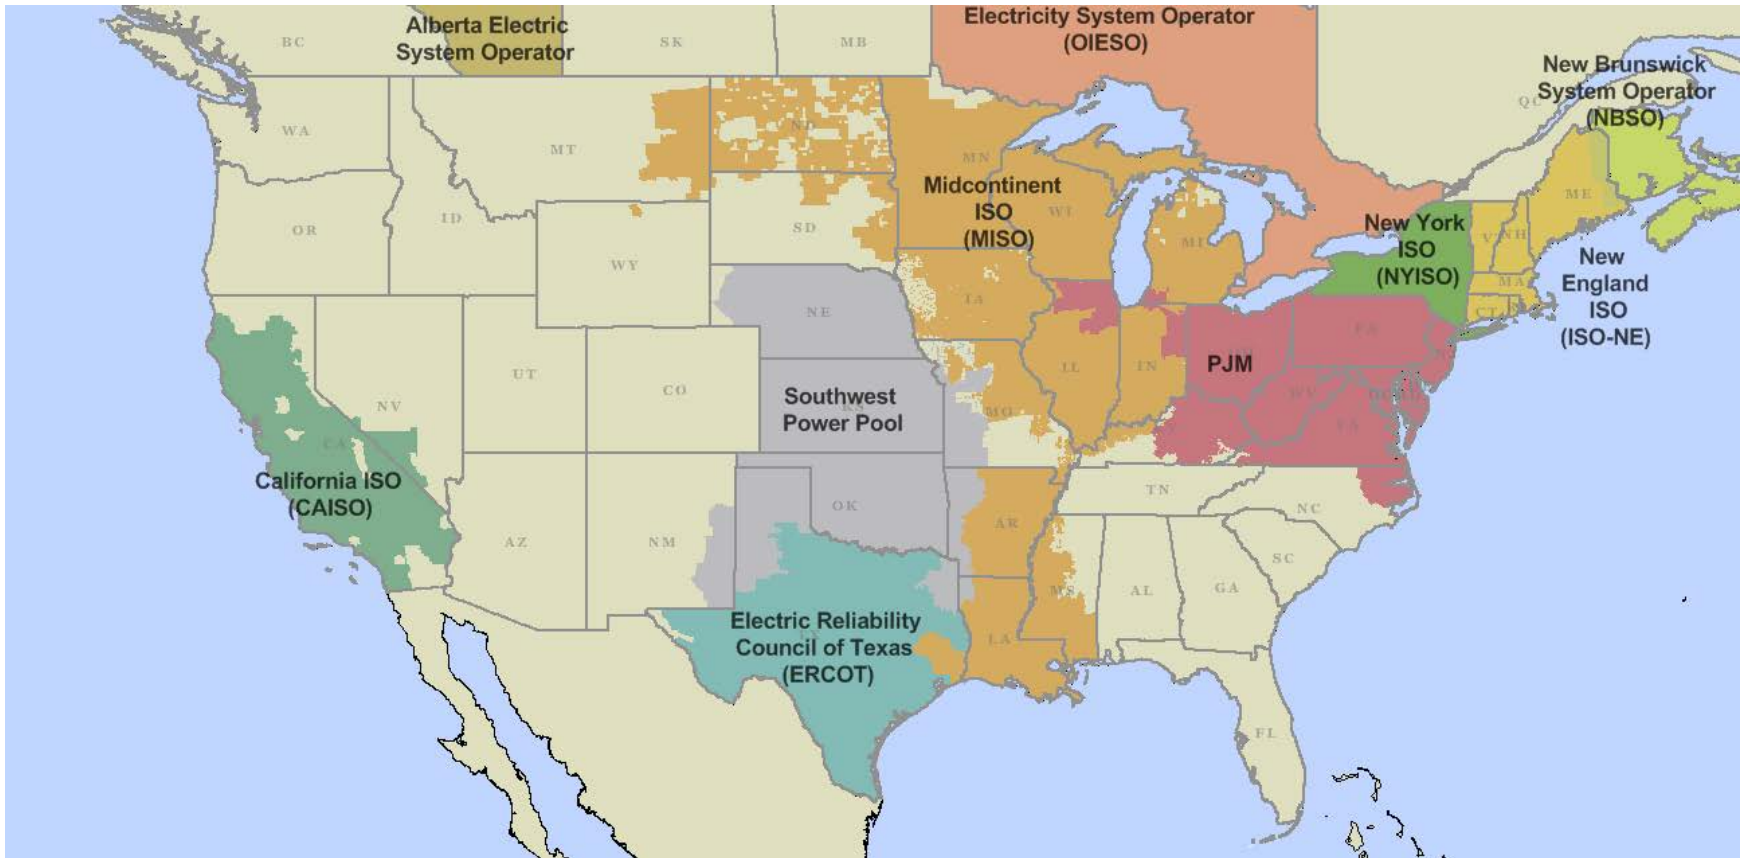 Alberta Electric
System Operator
Electricity System Operator
(OIESO)
New Brunswick
System Operator
(NBSO)
BC
SK
MB
QC
WA
MT
ND
MN
ME
Midcontinent
ISO
(MISO)
WI
New York
ISO
(NYISO)
VT
NH
OR
ID
SD
MI
WY
New
England
ISO
(ISO-NE)
MA
CT
NE
IA
PA
UT
CO
IL
IN
PJM
NV
Southwest
Power Pool
KS
MO
WV
VA
CA
California ISO
(CAISO)
AZ
NM
OK
AR
TN
NC
SC
MS
AL
GA
Electric Reliability
Council of Texas
(ERCOT)
TX
LA
FL